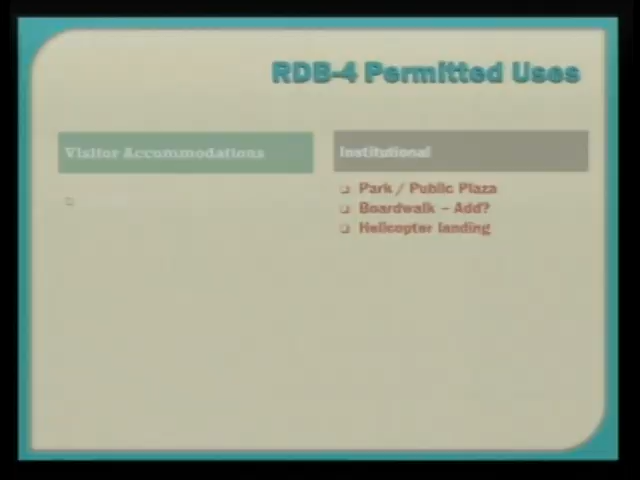 RDB-4 Permitted Uses
Visitor Accommodations
Institutional
Park / Public Plaza
Boardwalk – Add?
Helicopter landing